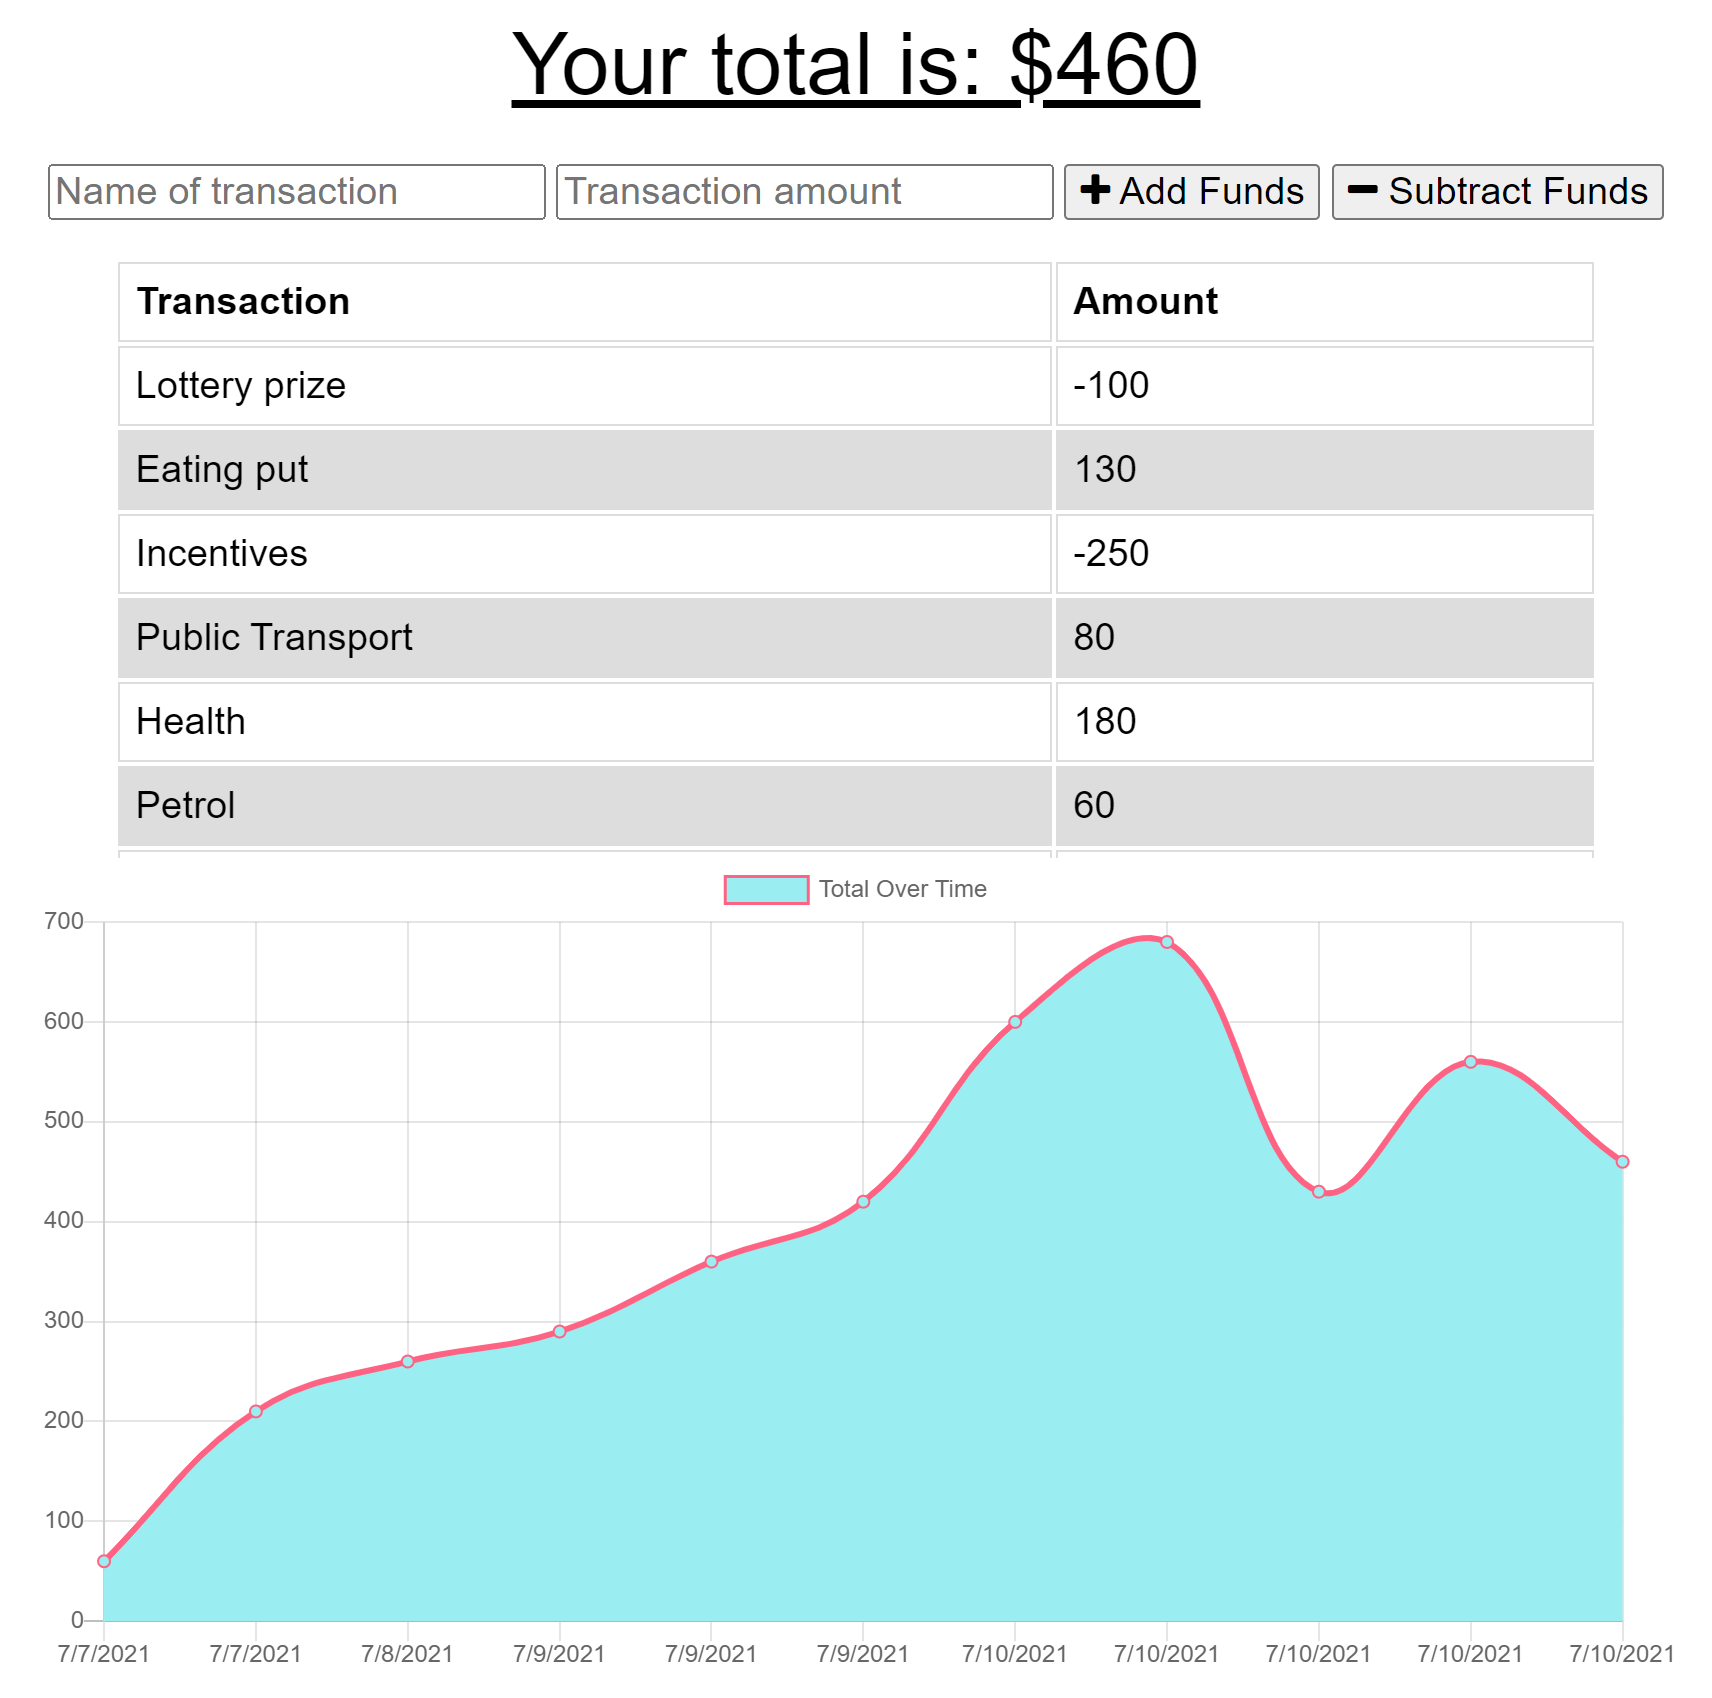 Your total is: $460
Name of transaction Transaction amount Add Funds Subtract Funds
Transaction Amount
Lottery prize -100
Eating put 130
Incentives -250
Public Transport 80
Health 180
Petrol 60
Total Over Time
700
600
500
400
300
200
100
0
7/7/2021 7/7/2021 7/8/2021 7/9/2021 7/9/2021 7/9/2021 7/10/2021 7/10/2021 7/10/2021 7/10/2021 7/10/2021